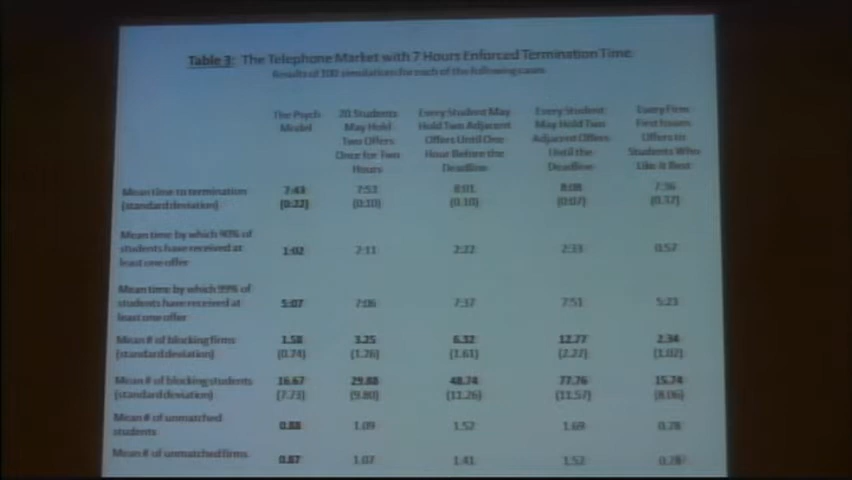 Table 3: The Telephone Market with 7 Hours Enforced Termination Time
Results of 100 simulations for each of the following cases
The Psych Model
20 Students May Hold Two Offers Once for Two Hours
Every Student May Hold Two Adjacent Offers Until One Hour Before the Deadline
Every Student May Hold Two Adjacent Offers Until the Deadline
Every Firm First Issues Offers to Students Who Like it Best
Mean time to termination 7:43 7:53 8:01 8:08 7:36
(standard deviation) (0:22) (0:10) (0:10) (0:07)
Mean time by which 90% of
students have received at 1:02 2:11 2:22 2:33 0:57
least one offer
Mean time by which 99% of
students have received at 5:07 7:06 7:37 7:51 5:23
least one offer
Mean # of blocking firms 1.58 3.25 6.32 12.77 2.34
(standard deviation) (0.74) (1.76) (1.61) (2.27) (1.02)
Mean # of blocking students 16.67 29.88 48.74 77.76 15.74
(standard deviation) (7.73) (9.80) (11.26) (11.57) (8.06)
Mean # of unmatched
students 0.88 1.09 1.52 1.69 0.78
Mean # of unmatched firms 0.87 1.07 1.41 1.52 0.78